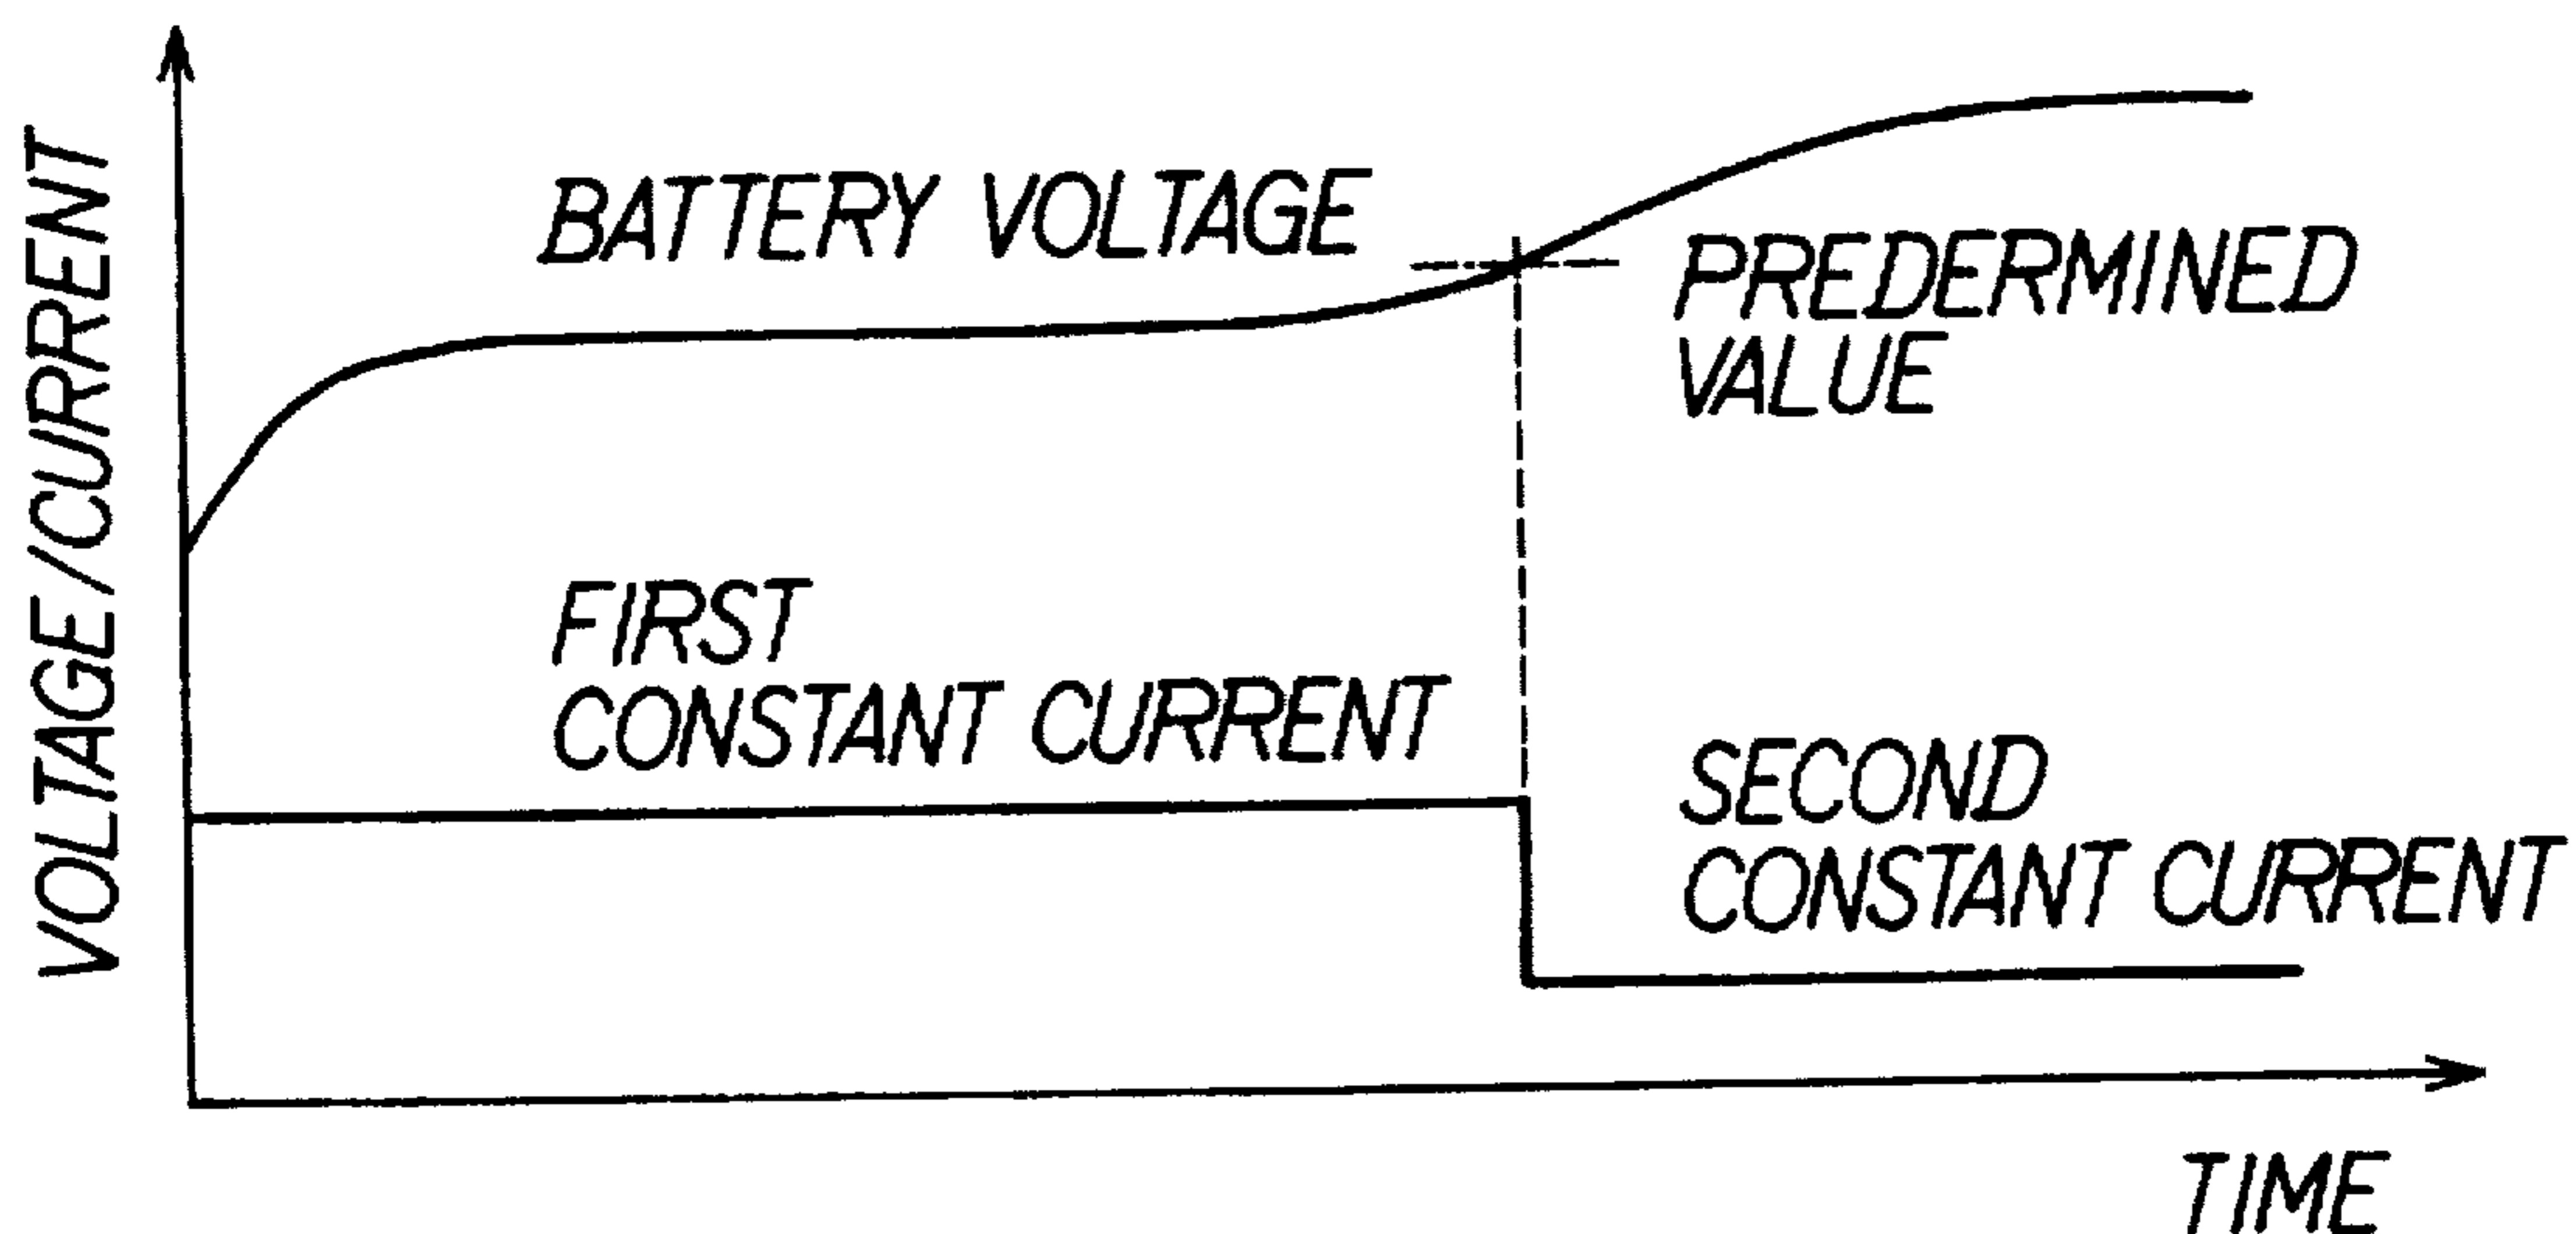 VOLTAGE/CURRENT
BATTERY VOLTAGE
PREDERMINED
VALUE
FIRST
CONSTANT CURRENT
SECOND
CONSTANT CURRENT
TIME